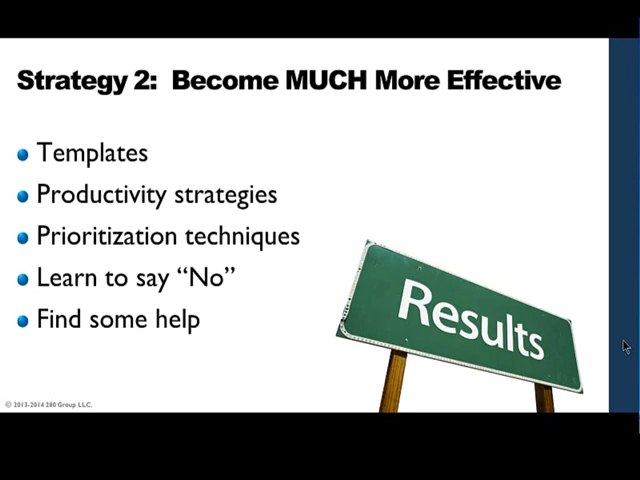 Strategy 2: Become MUCH More Effective
Templates
Productivity strategies
Prioritization techniques
Learn to say “No”
Find some help
Results
© 2013-2014 280 Group LLC.